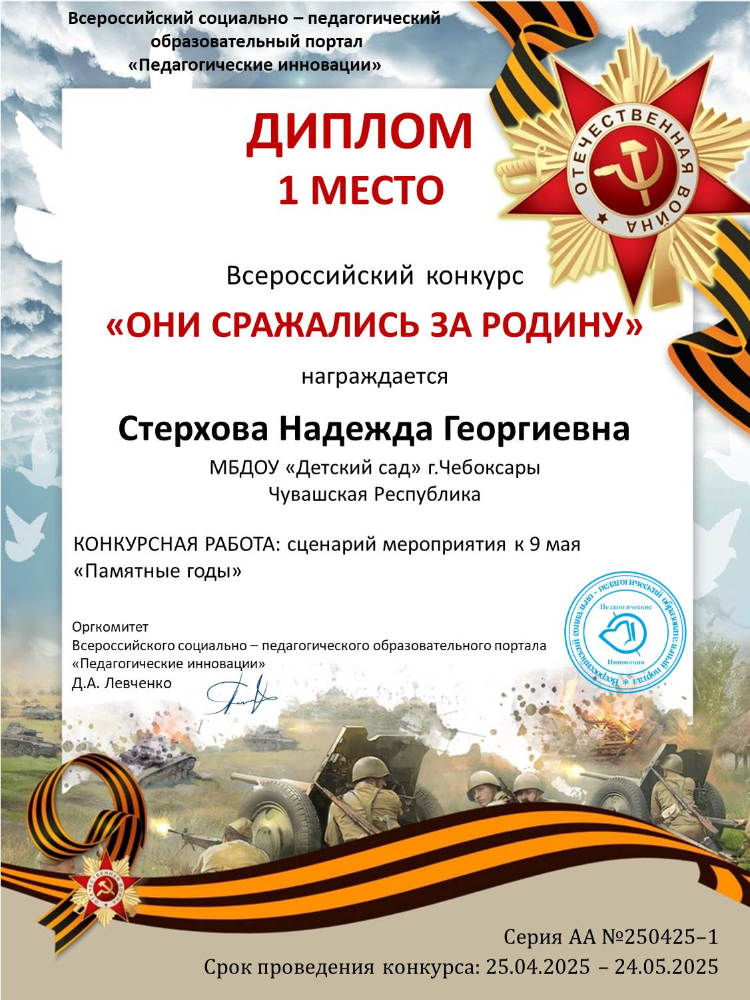 Всероссийский социально – педагогический
образовательный портал
«Педагогические инновации»
ОТЕЧЕСТВЕННАЯ ВОЙНА
ДИПЛОМ
1 МЕСТО
Всероссийский конкурс
«ОНИ СРАЖАЛИСЬ ЗА РОДИНУ»
награждается
Стерхова Надежда Георгиевна
МБДОУ «Детский сад» г.Чебоксары
Чувашская Республика
КОНКУРСНАЯ РАБОТА: сценарий мероприятия к 9 мая
«Памятные годы»
Всероссийский социально - педагогический образовательный портал *
Педагогические
Инновации
Оргкомитет
Всероссийского социально – педагогического образовательного портала
«Педагогические инновации»
Д.А. Левченко
ОТЕЧЕСТВЕННАЯ ВОЙНА
Серия АА №250425–1
Срок проведения конкурса: 25.04.2025 – 24.05.2025